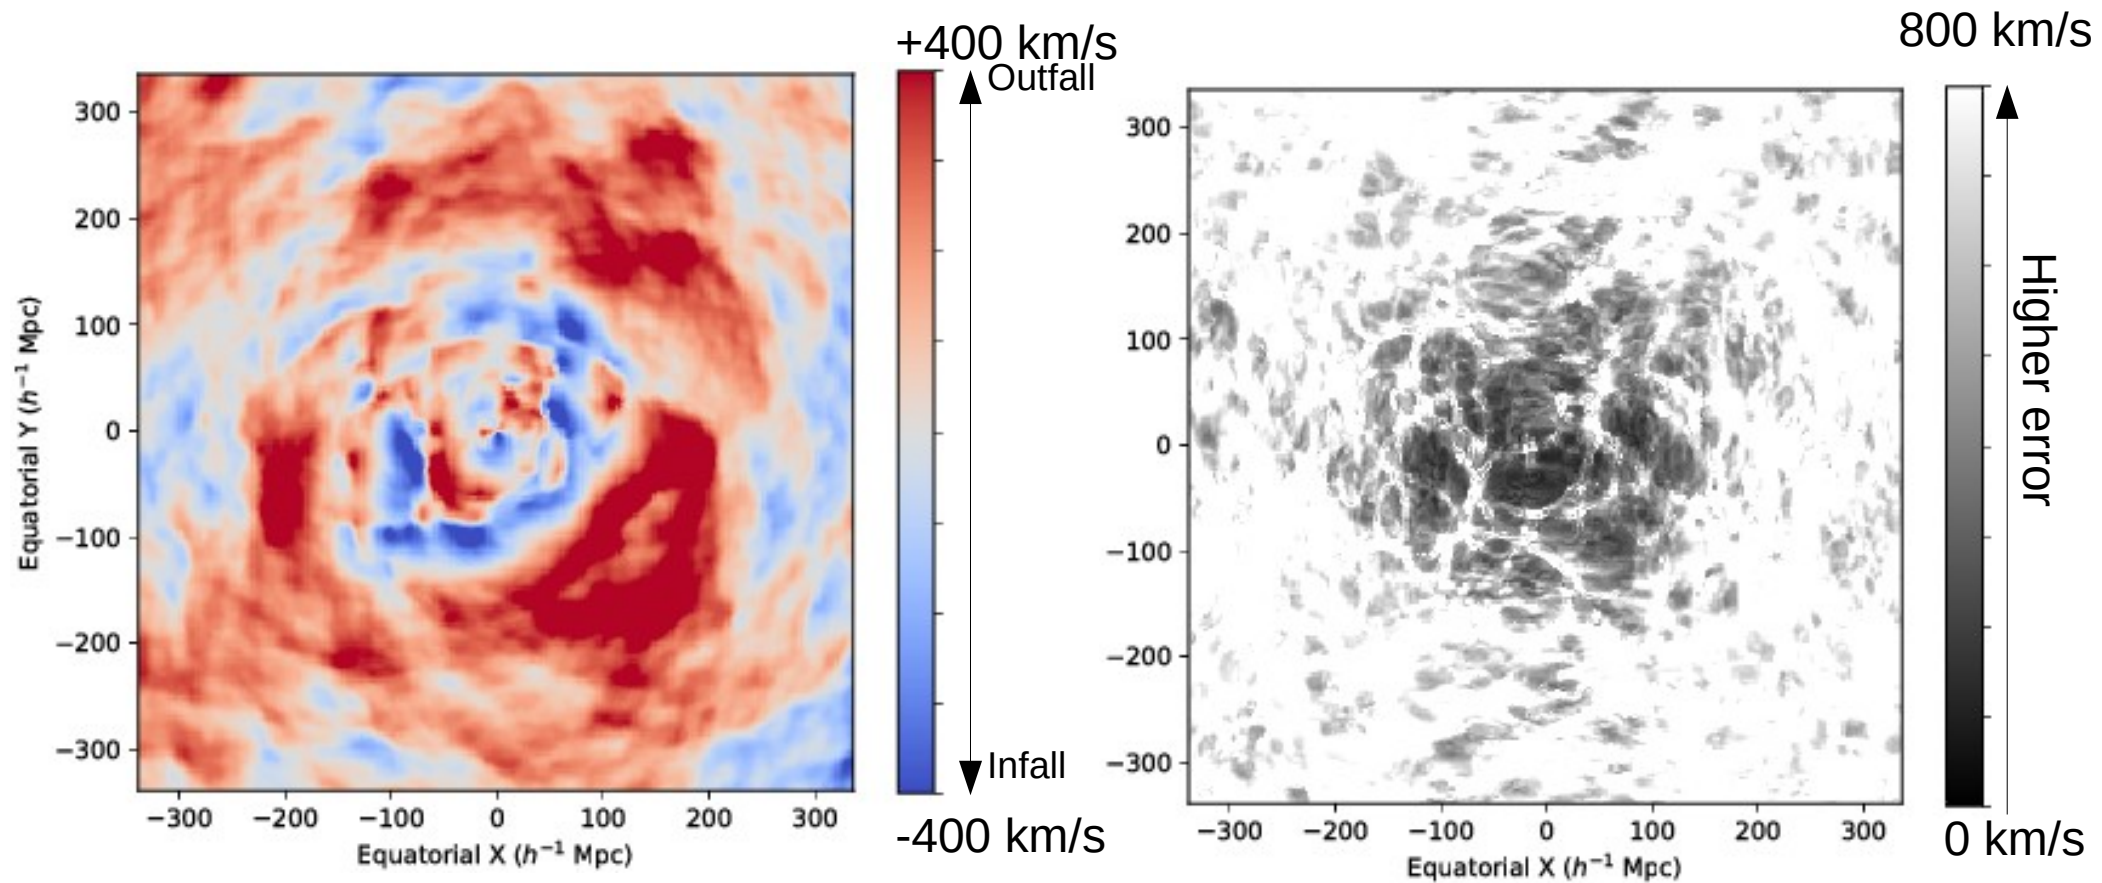 +400 km/s
Outfall
300
200
100
0
−100
−200
−300
Equatorial Y (h⁻¹ Mpc)
−300 −200 −100 0 100 200 300
Equatorial X (h⁻¹ Mpc)
Infall
-400 km/s
800 km/s
300
200
100
0
−100
−200
−300
−300 −200 −100 0 100 200 300
Equatorial X (h⁻¹ Mpc)
Higher error
0 km/s